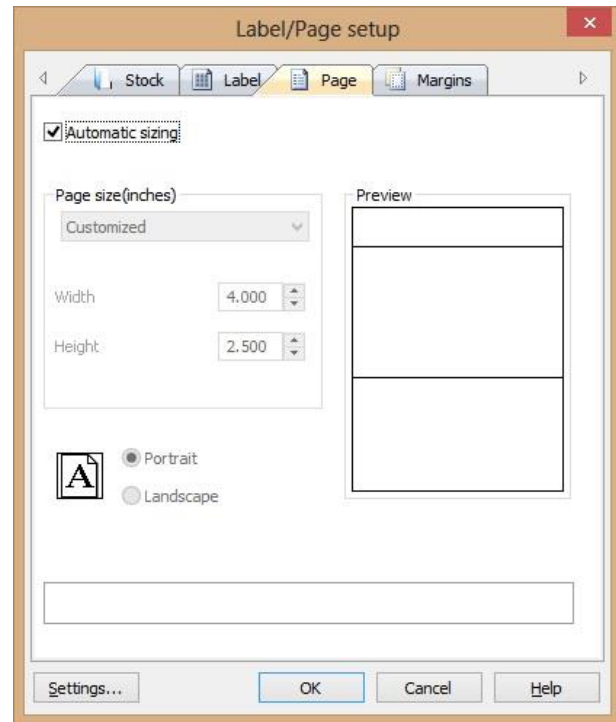 Label/Page setup
Stock Label Page Margins
Automatic sizing
Page size(inches)
Customized
Width 4.000
Height 2.500
Preview
A
Portrait
Landscape
Settings... OK Cancel Help